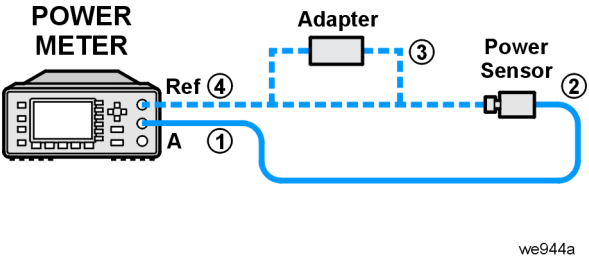 POWER
METER
Adapter
③
Power
Sensor
②
Ref ④
A ①
we944a